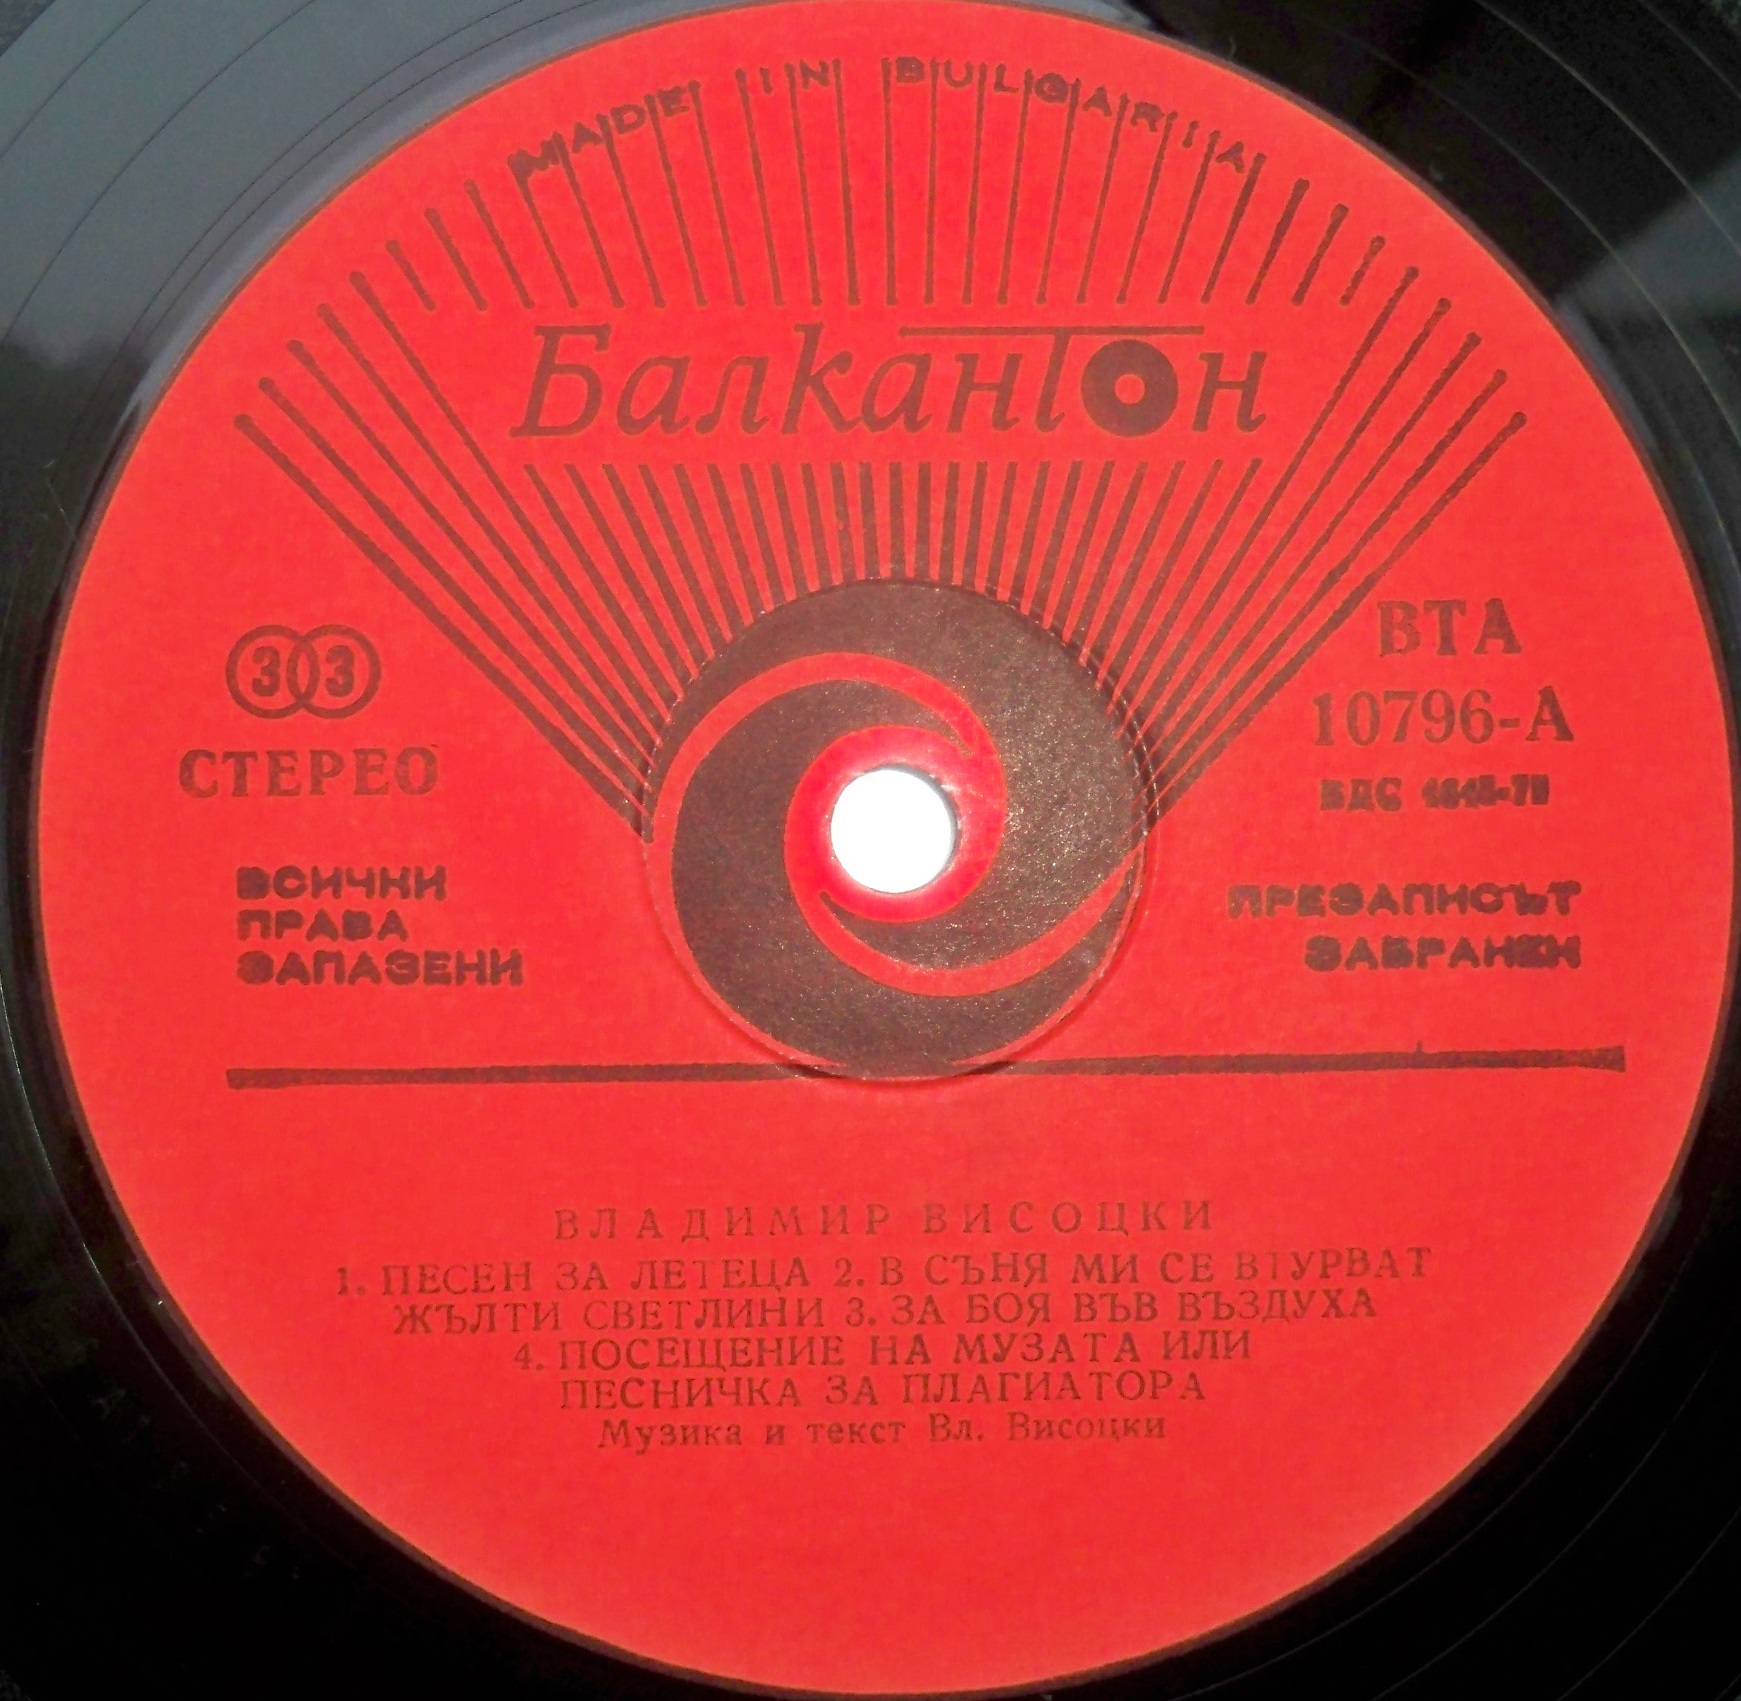 MADE IN BULGARIA
Балкантон
33
СТЕРЕО
ВСИЧКИ
ПРАВА
ЗАПАЗЕНИ
ВТА
10796-А
БДС
ПРЕЗАПИСЪТ
ЗАБРАНЕН
ВЛАДИМИР ВИСОЦКИ
1. ПЕСЕН ЗА ЛЕТЕЦА 2. В СЪНЯ МИ СЕ ВТУРВАТ
ЖЪЛТИ СВЕТЛИНИ 3. ЗА БОЯ ВЪВ ВЪЗДУХА
4. ПОСЕЩЕНИЕ НА МУЗАТА ИЛИ
ПЕСНИЧКА ЗА ПЛАГИАТОРА
Музика и текст Вл. Висоцки